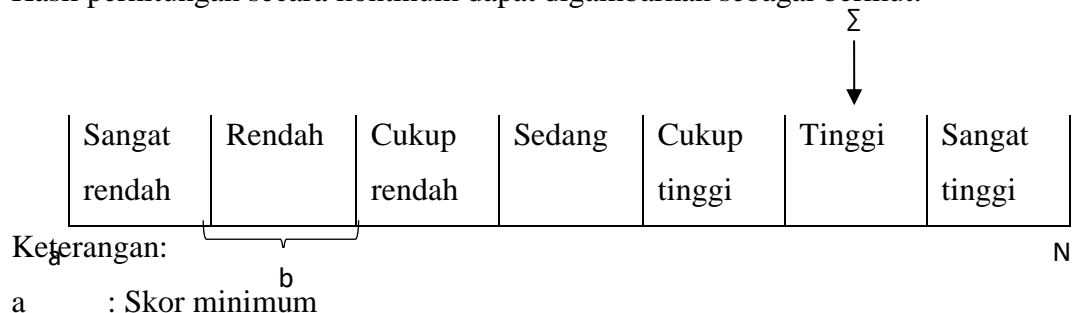 Hasil perhitungan secara kontinum dapat digambarkan sebagai berikut:
Σ
Sangat rendah
Rendah
Cukup rendah
Sedang
Cukup tinggi
Tinggi
Sangat tinggi
Keterangan:
a
b
N
a : Skor minimum